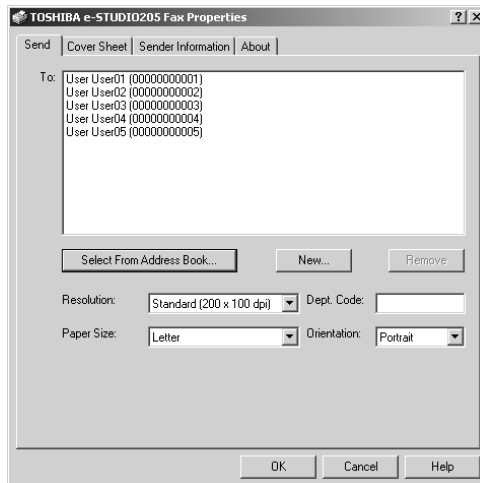 TOSHIBA e-STUDIO205 Fax Properties
Send Cover Sheet Sender Information About
To: User User01 (00000000001)
User User02 (00000000002)
User User03 (00000000003)
User User04 (00000000004)
User User05 (00000000005)
Select From Address Book... New... Remove
Resolution: Standard (200 x 100 dpi) Dept. Code:
Paper Size: Letter Orientation: Portrait
OK Cancel Help